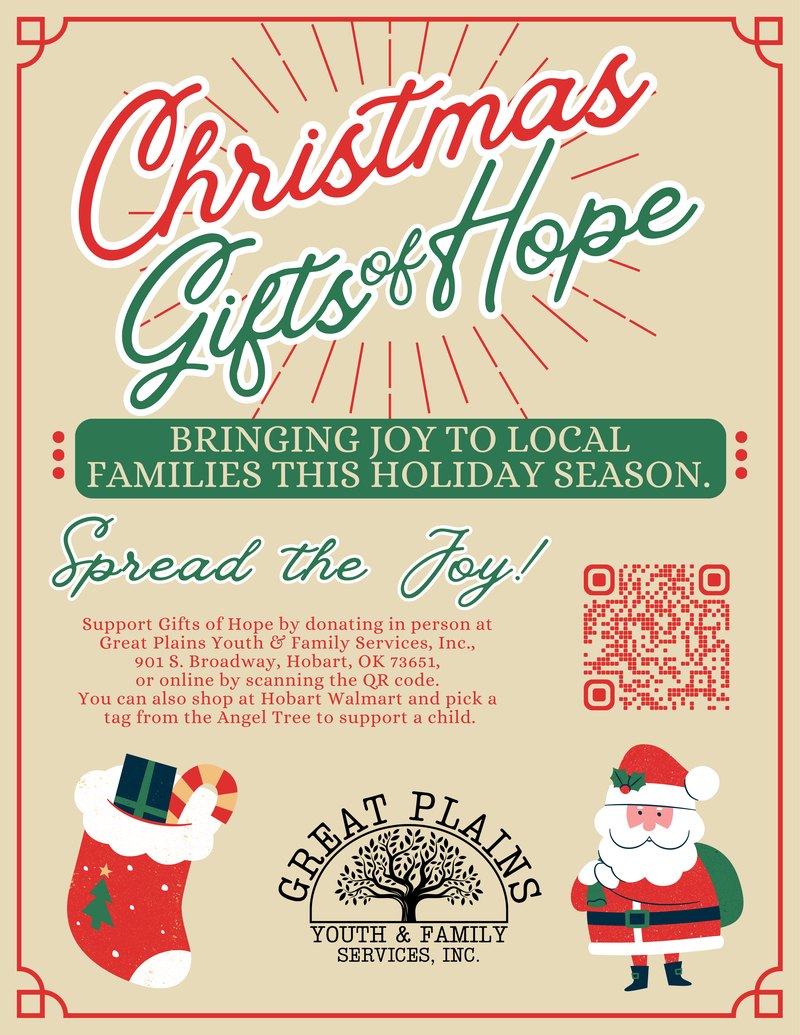 Christmas
Gifts of Hope
BRINGING JOY TO LOCAL
FAMILIES THIS HOLIDAY SEASON.
Spread the Joy!
Support Gifts of Hope by donating in person at
Great Plains Youth & Family Services, Inc.,
901 S. Broadway, Hobart, OK 73651,
or online by scanning the QR code.
You can also shop at Hobart Walmart and pick a
tag from the Angel Tree to support a child.
GREAT PLAINS
YOUTH & FAMILY
SERVICES, INC.